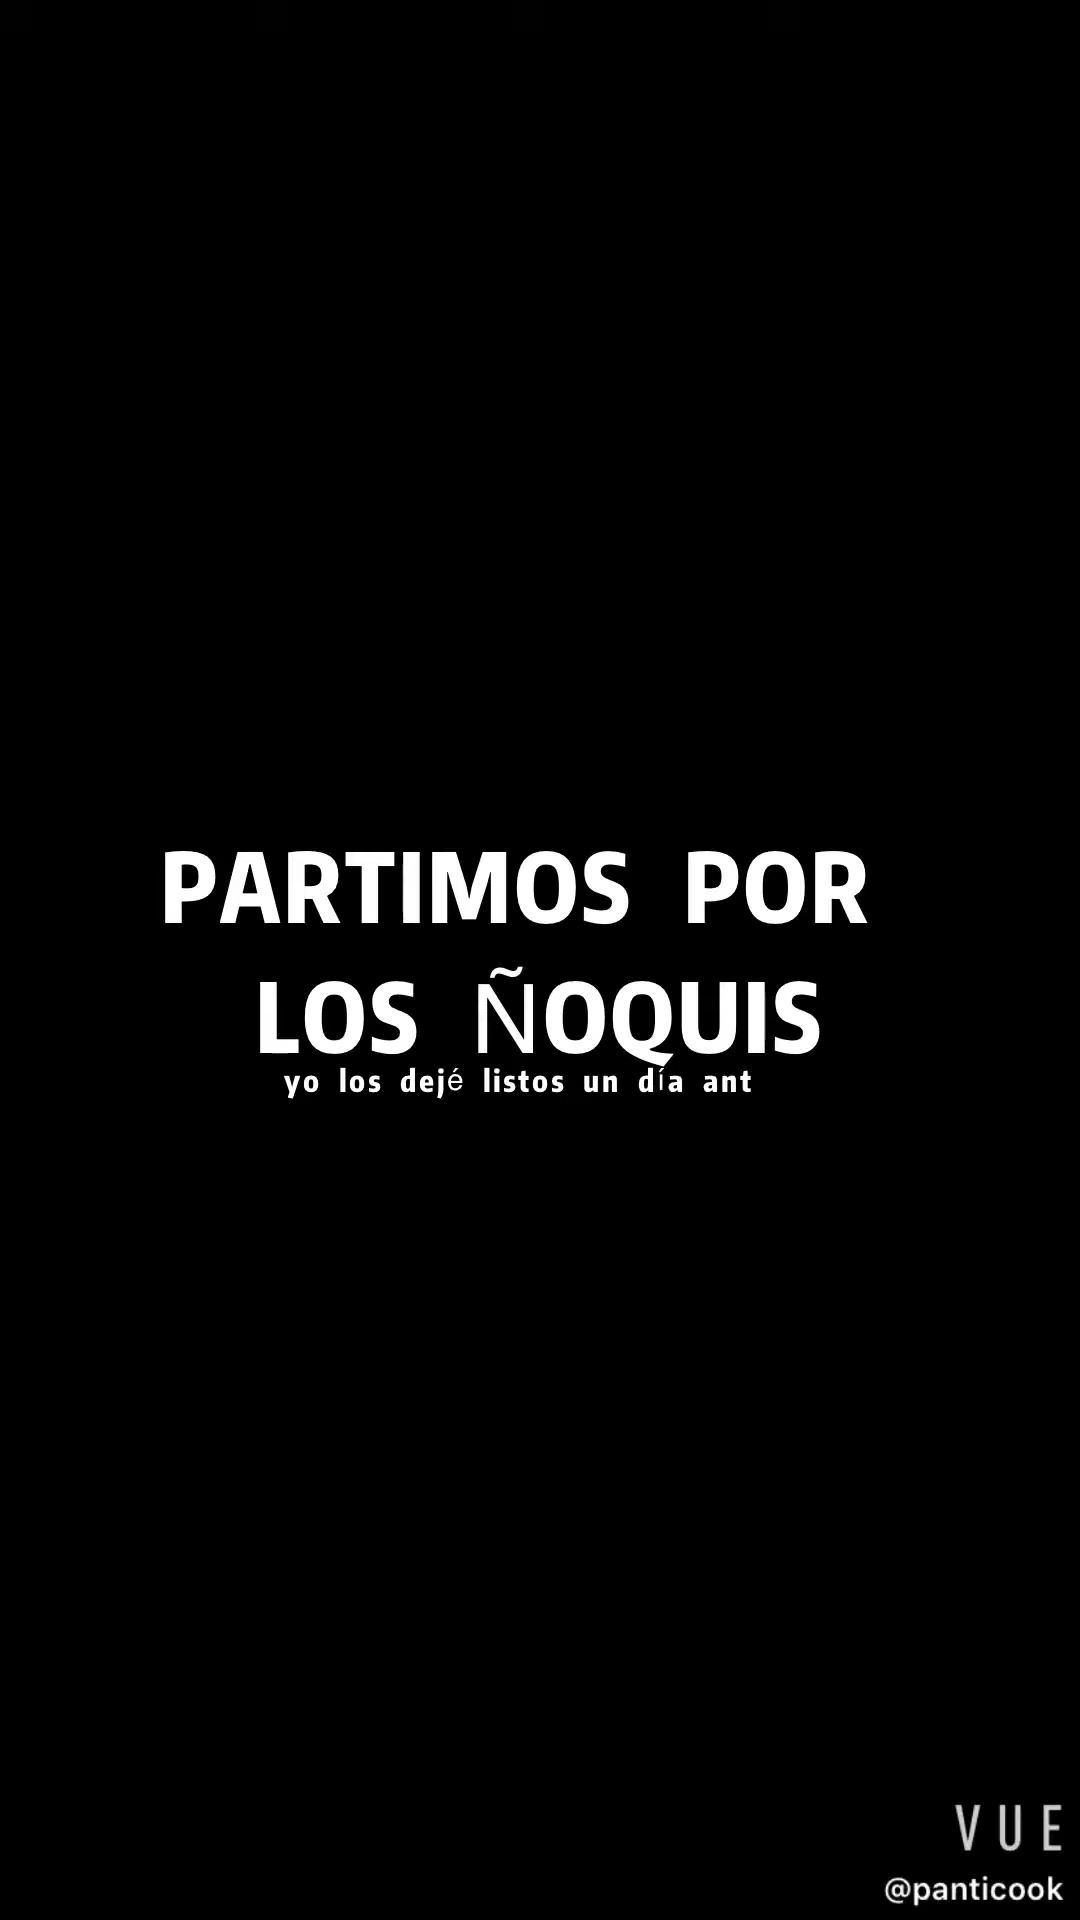 PARTIMOS POR
LOS ÑOQUIS
yo los dejé listos un día ant
VUE
@panticook